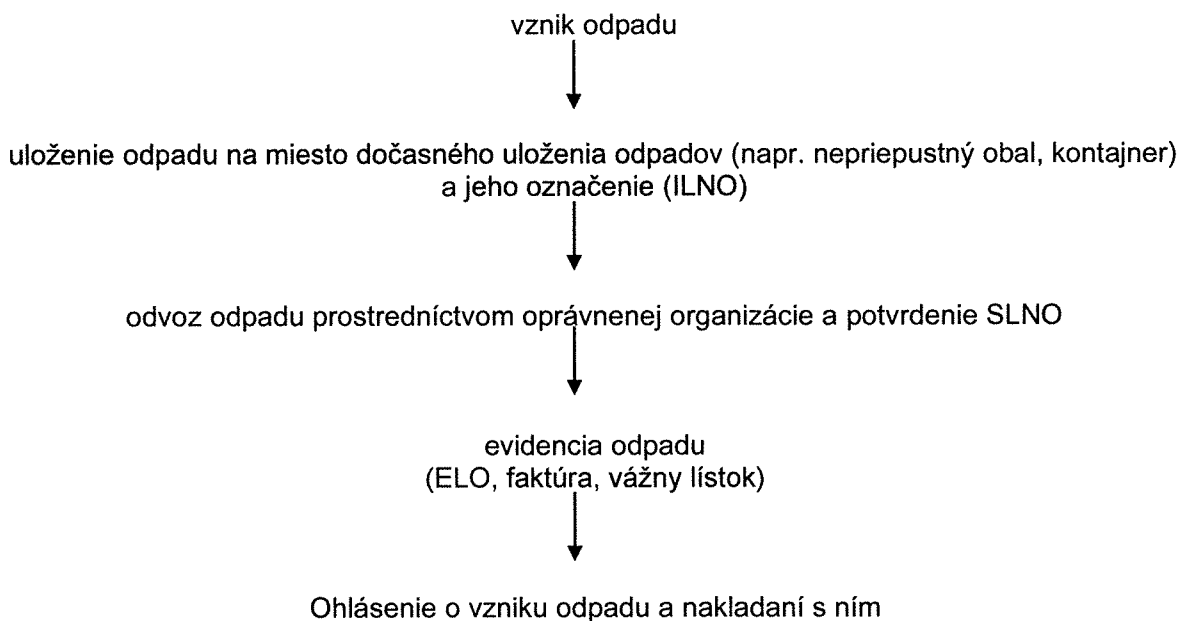 vznik odpadu
uloženie odpadu na miesto dočasného uloženia odpadov (napr. nepriepustný obal, kontajner)
a jeho označenie (ILNO)
odvoz odpadu prostredníctvom oprávnenej organizácie a potvrdenie SLNO
evidencia odpadu
(ELO, faktúra, vážny lístok)
Ohlásenie o vzniku odpadu a nakladaní s ním